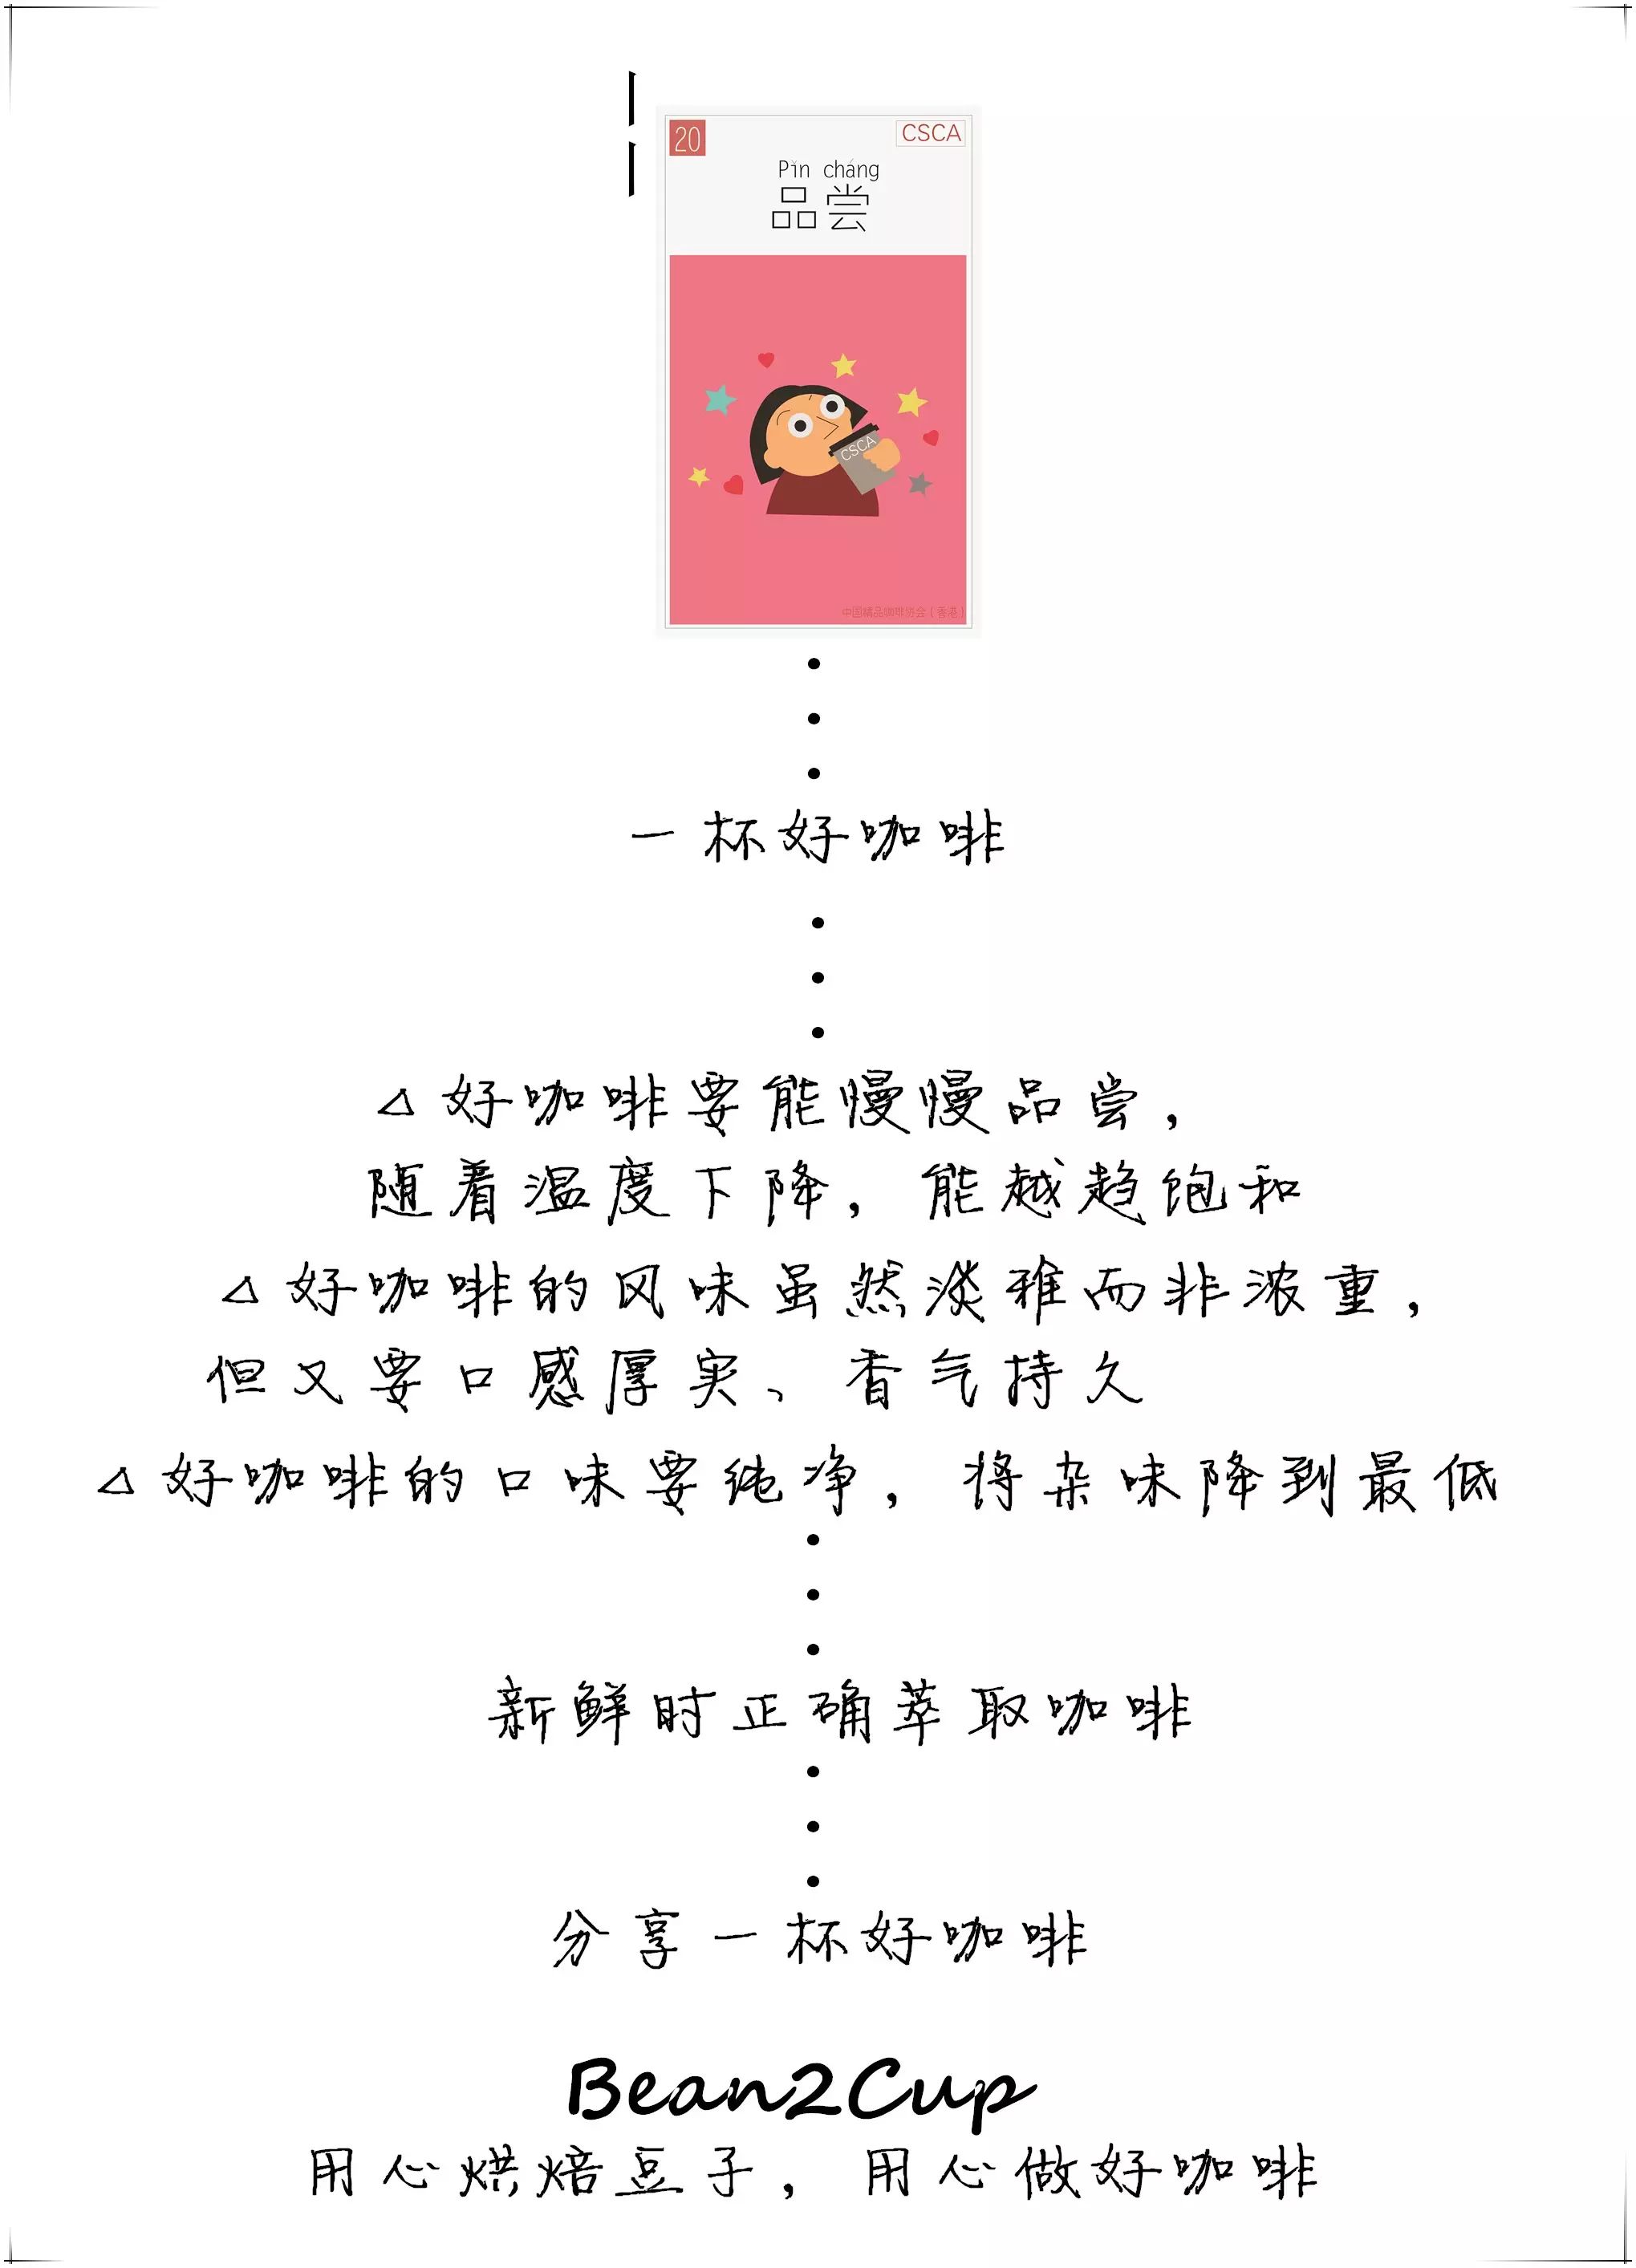 20
CSCA
Pǐn cháng
品尝
CSCA
中国精品咖啡协会（香港）
一杯好咖啡
△好咖啡要能慢慢品尝，
随着温度下降，能越趋饱和
△好咖啡的风味虽然淡雅而非浓重，
但又要口感厚实、香气持久
△好咖啡的口味要纯净，将杂味降到最低
新鲜时正确萃取咖啡
分享一杯好咖啡
Bean2Cup
用心烘焙豆子，用心做好咖啡